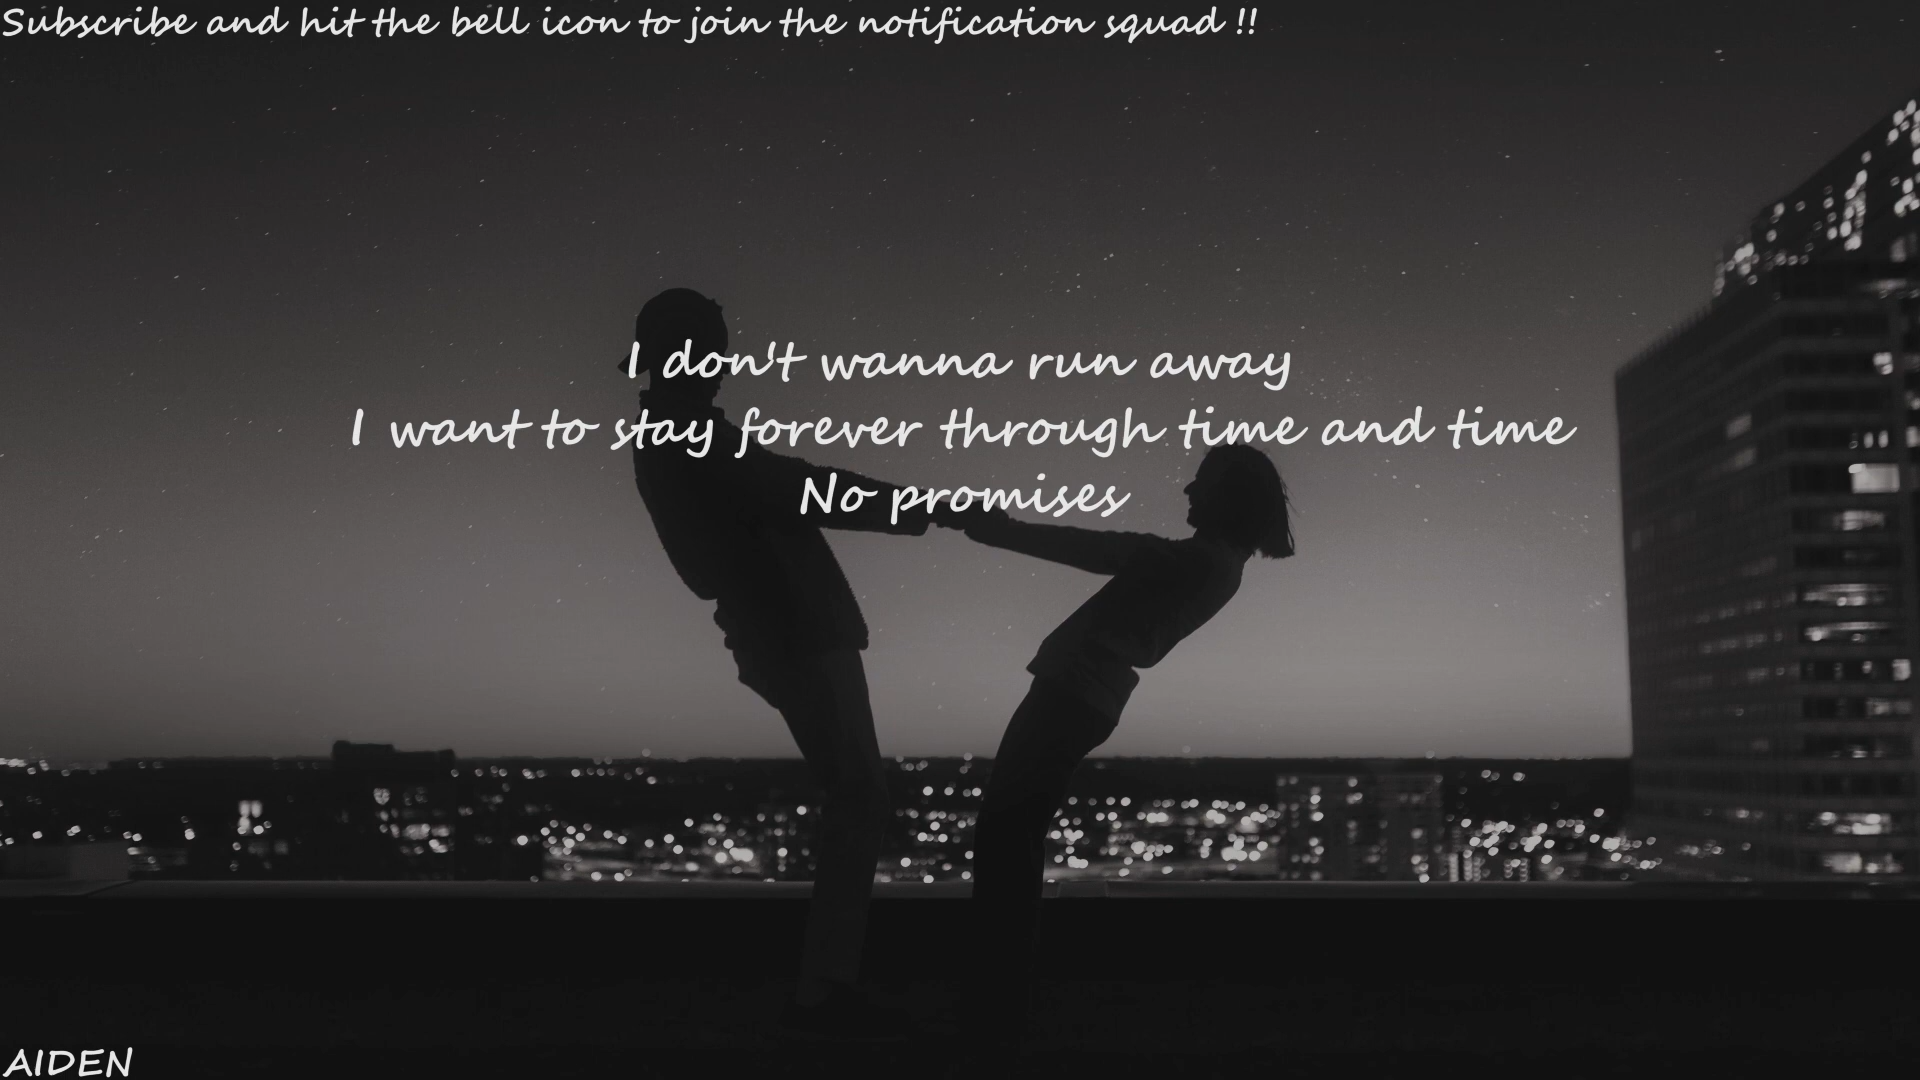 Subscribe and hit the bell icon to join the notification squad !!
I don't wanna run away
I want to stay forever through time and time
No promises
AIDEN